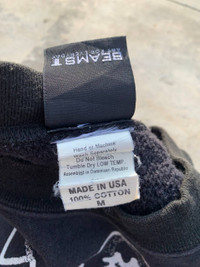 BEAMS T
Hand or Machine
Wash Separately
Do Not Bleach
Tumble Dry LOW TEMP.
MADE IN USA
100% COTTON
M